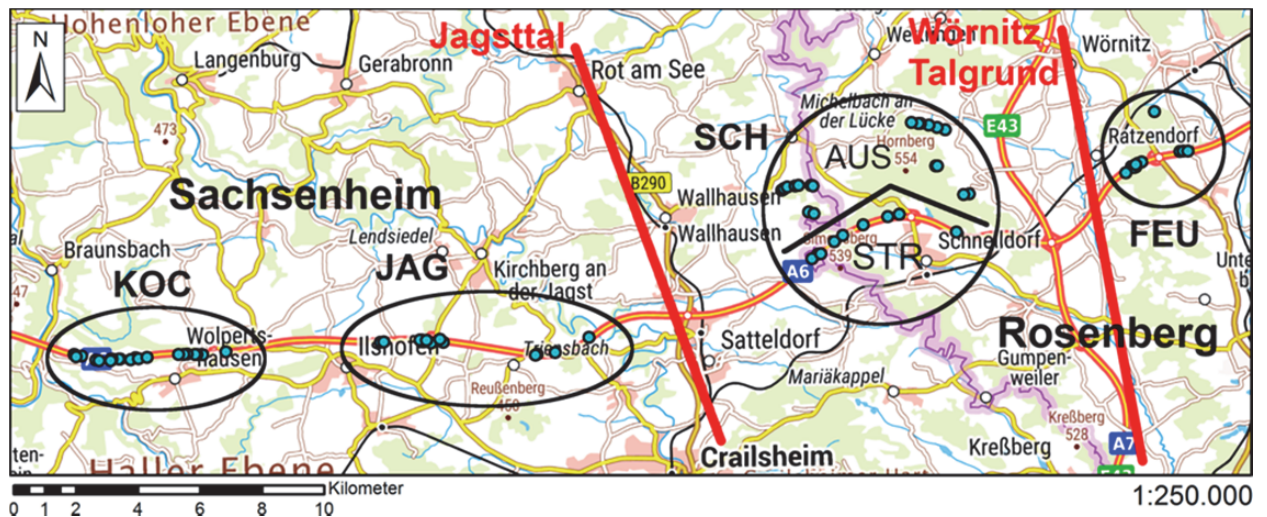 Hohenloher Ebene
N
Langenburg
Gerabronn
Jagsttal
Rot am See
Wörnitz
Talgrund
Wörnitz
473
Michelbach an
der Lücke
Hornberg
554
E43
Ratzendorf
SCH
AUS
B290
Sachsenheim
Wallhausen
Wallhausen
Lendsiedel
Braunsbach
KOC
JAG
Kirchberg an
der Jagst
A6
539
STR
Schnelldorf
FEU
47
Wolperts-
hausen
Ilshofen
Triensbach
Satteldorf
Rosenberg
Gumpen-
weiler
Reußenberg
Mariäkappel
Kreßberg
528
Kreßberg
A7
Crailsheim
Haller Ebene
Kilometer
0 1 2 4 6 8 10
1:250.000